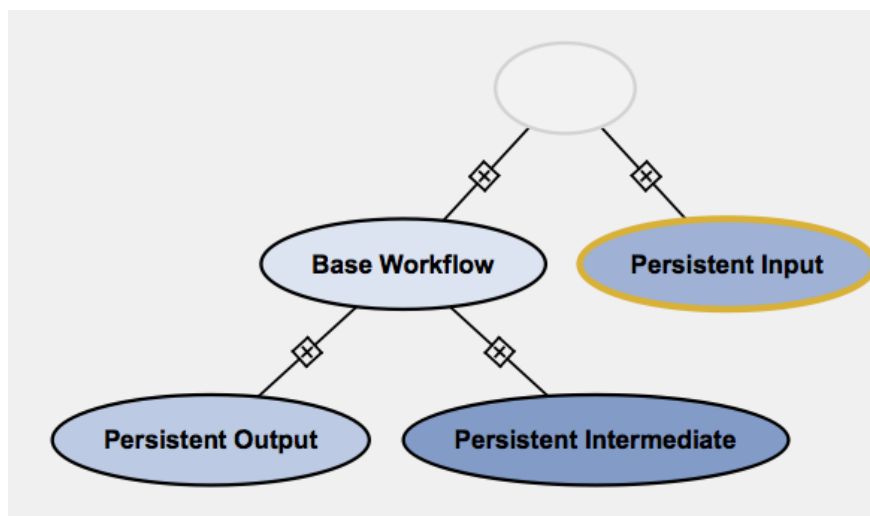 Base Workflow
Persistent Input
Persistent Output
Persistent Intermediate